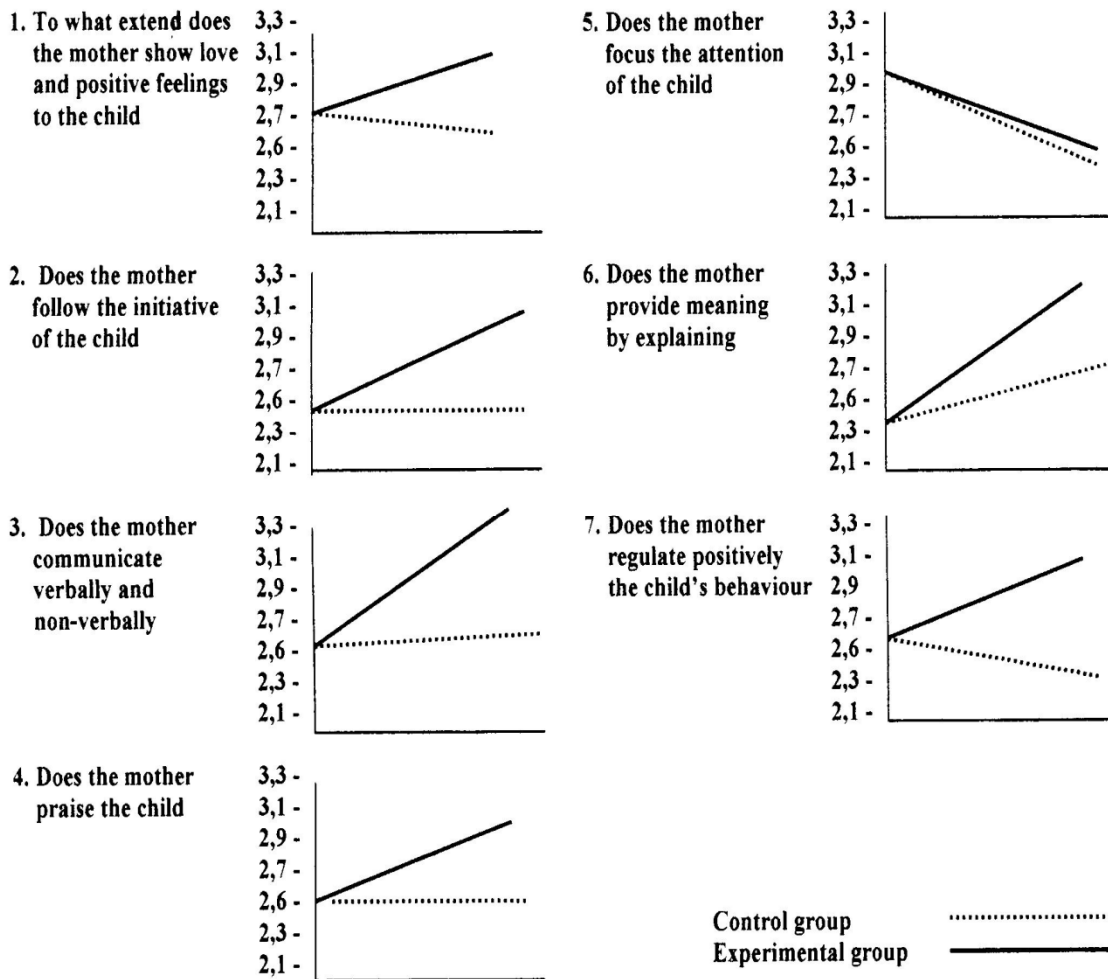 1. To what extend does
the mother show love
and positive feelings
to the child
3,3 -
3,1 -
2,9 -
2,7 -
2,6 -
2,3 -
2,1 -
2. Does the mother
follow the initiative
of the child
3,3 -
3,1 -
2,9 -
2,7 -
2,6 -
2,3 -
2,1 -
3. Does the mother
communicate
verbally and
non-verbally
3,3 -
3,1 -
2,9 -
2,7 -
2,6 -
2,3 -
2,1 -
4. Does the mother
praise the child
3,3 -
3,1 -
2,9 -
2,7 -
2,6 -
2,3 -
2,1 -
5. Does the mother
focus the attention
of the child
3,3 -
3,1 -
2,9 -
2,7 -
2,6 -
2,3 -
2,1 -
6. Does the mother
provide meaning
by explaining
3,3 -
3,1 -
2,9 -
2,7 -
2,6 -
2,3 -
2,1 -
7. Does the mother
regulate positively
the child's behaviour
3,3 -
3,1 -
2,9
2,7 -
2,6 -
2,3 -
2,1 -
Control group
Experimental group